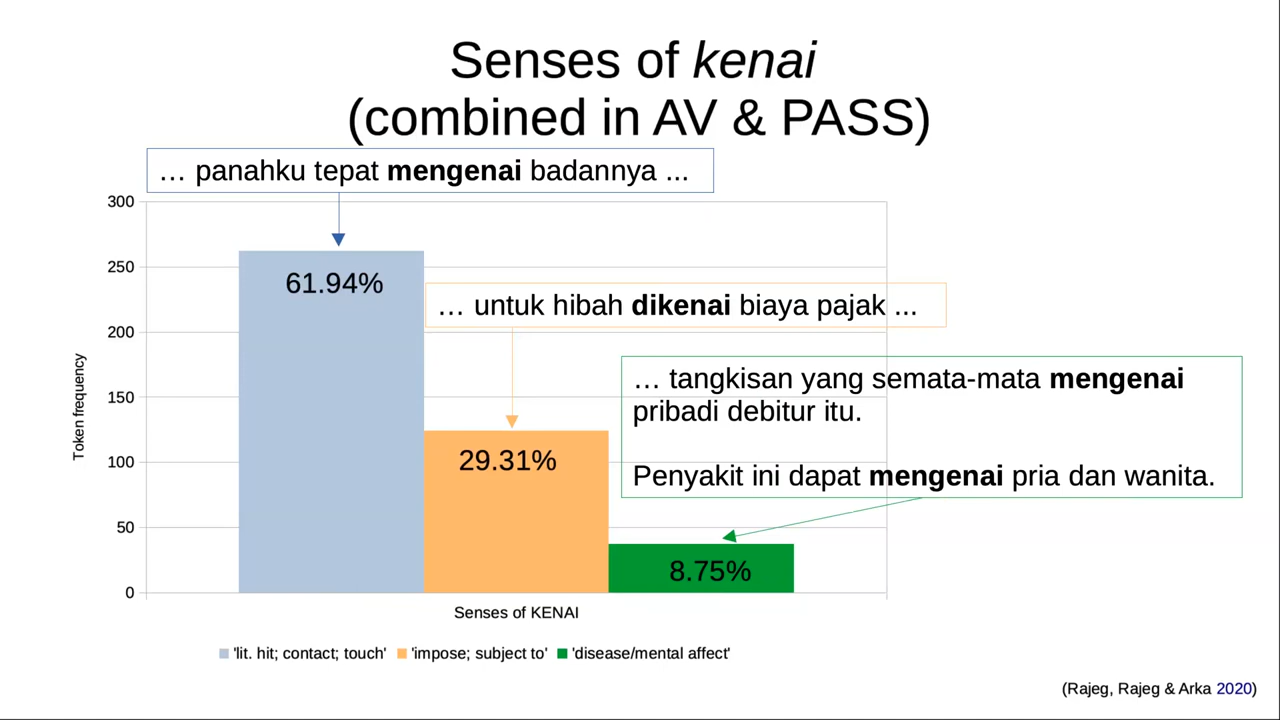 Senses of kenai
(combined in AV & PASS)
… panahku tepat mengenai badannya ...
300
250
200
150
100
50
0
Token frequency
61.94%
… untuk hibah dikenai biaya pajak ...
29.31%
… tangkisan yang semata-mata mengenai
pribadi debitur itu.
Penyakit ini dapat mengenai pria dan wanita.
8.75%
Senses of KENAI
'lit. hit; contact; touch' 'impose; subject to' 'disease/mental affect'
(Rajeg, Rajeg & Arka 2020)